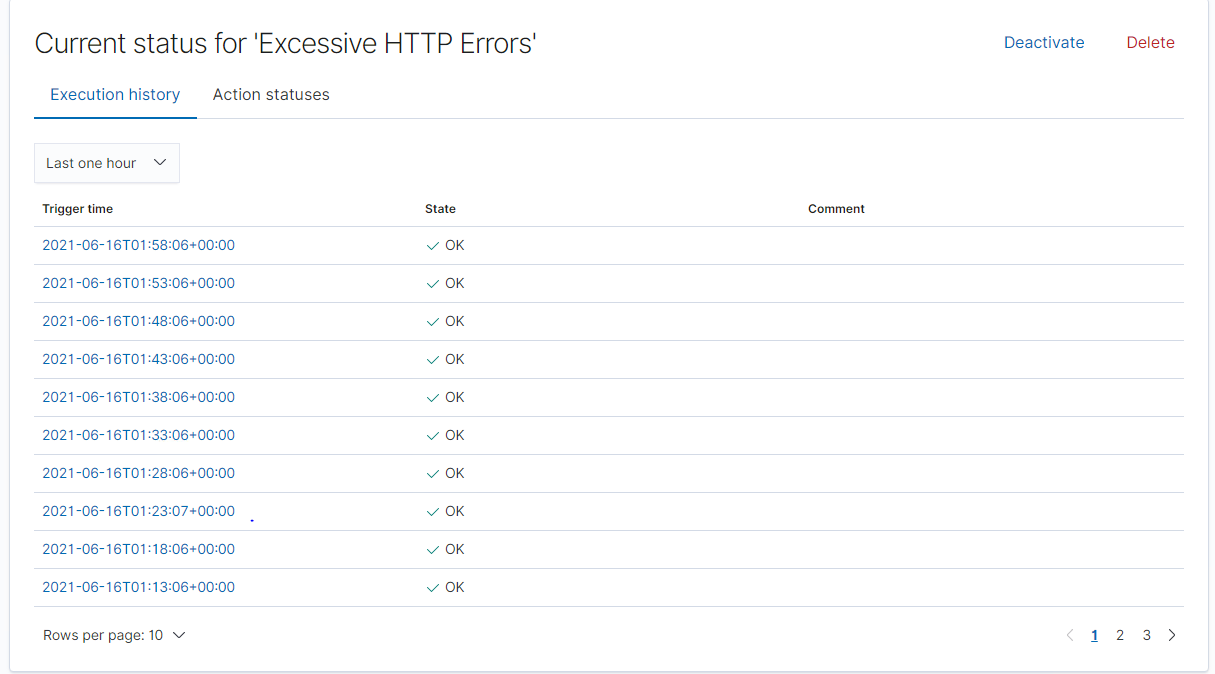 Current status for 'Excessive HTTP Errors'
Deactivate
Delete
Execution history
Action statuses
Last one hour
Trigger time State Comment
2021-06-16T01:58:06+00:00 OK
2021-06-16T01:53:06+00:00 OK
2021-06-16T01:48:06+00:00 OK
2021-06-16T01:43:06+00:00 OK
2021-06-16T01:38:06+00:00 OK
2021-06-16T01:33:06+00:00 OK
2021-06-16T01:28:06+00:00 OK
2021-06-16T01:23:07+00:00 OK
2021-06-16T01:18:06+00:00 OK
2021-06-16T01:13:06+00:00 OK
Rows per page: 10
1 2 3